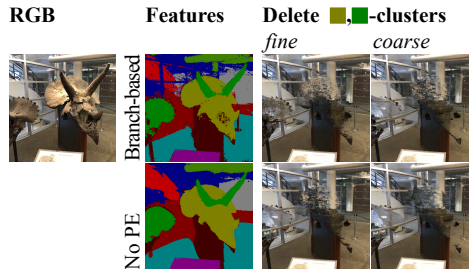 RGB Features Delete , -clusters
fine coarse
Branch-based
No PE